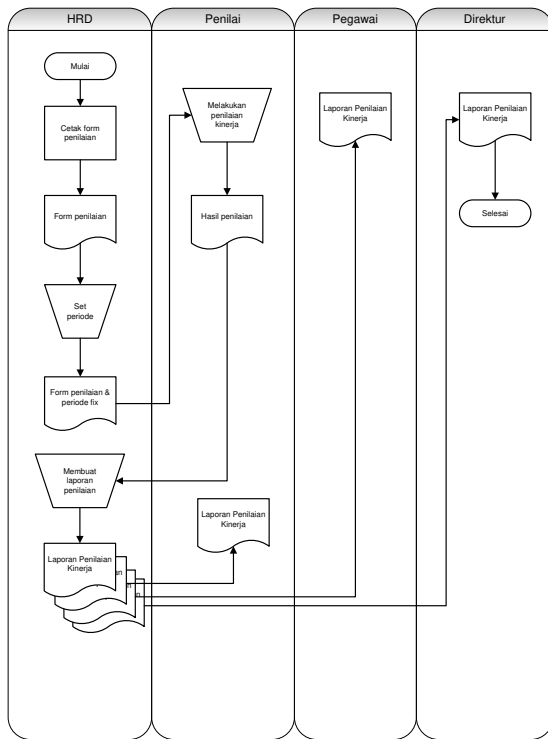 HRD
Penilai
Pegawai
Direktur
Mulai
Cetak form
penilaian
Form penilaian
Set
periode
Form penilaian &
periode fix
Membuat
laporan
penilaian
Laporan Penilaian
Kinerja
Melakukan
penilaian
kinerja
Hasil penilaian
Laporan Penilaian
Kinerja
Laporan Penilaian
Kinerja
Laporan Penilaian
Kinerja
Selesai